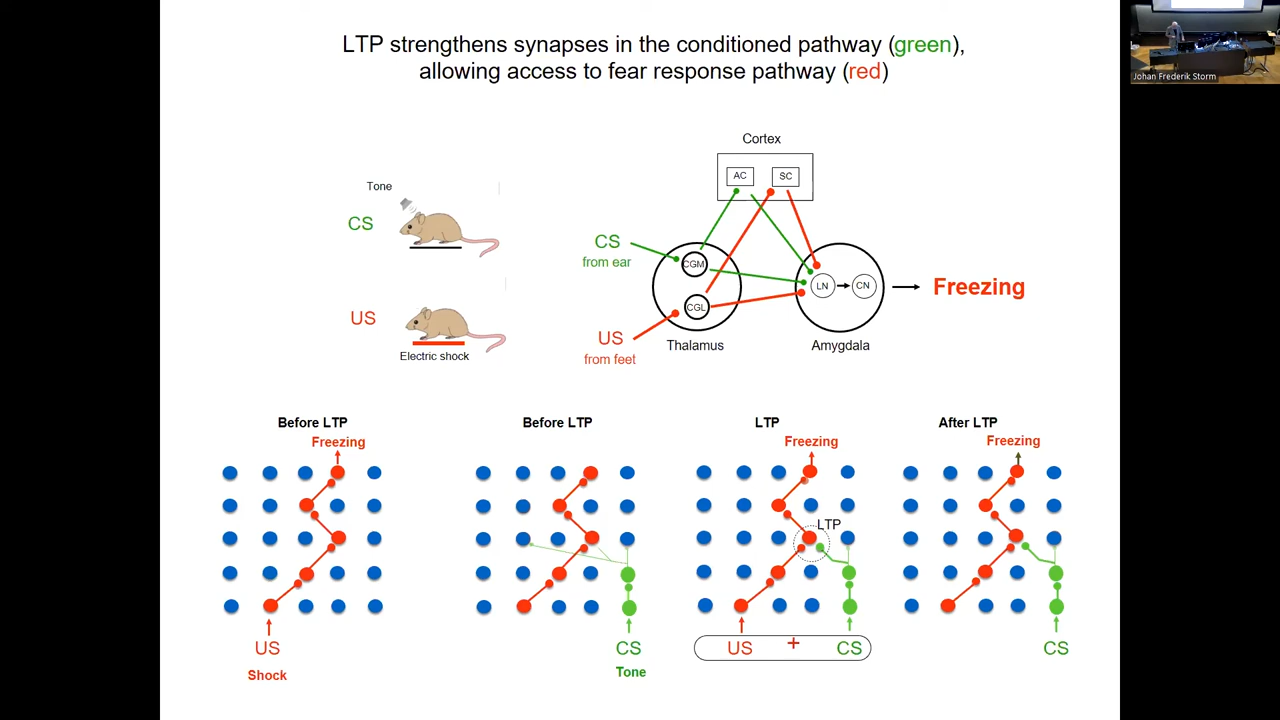 LTP strengthens synapses in the conditioned pathway (green),
allowing access to fear response pathway (red)
Johan Frederik Storm
Cortex
AC
SC
Tone
CS
CS
from ear
CGM
LN
CN
Freezing
CGL
US
US
from feet
Electric shock
Thalamus
Amygdala
Before LTP
Freezing
US
Shock
Before LTP
CS
Tone
LTP
Freezing
LTP
US + CS
After LTP
Freezing
CS